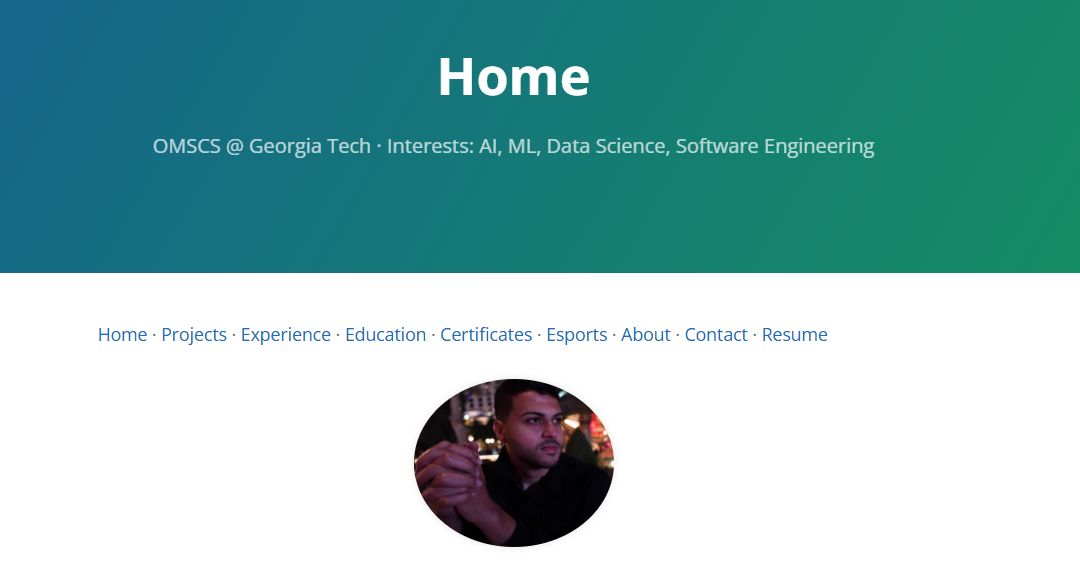 Home
OMSCS @ Georgia Tech · Interests: AI, ML, Data Science, Software Engineering
Home · Projects · Experience · Education · Certificates · Esports · About · Contact · Resume